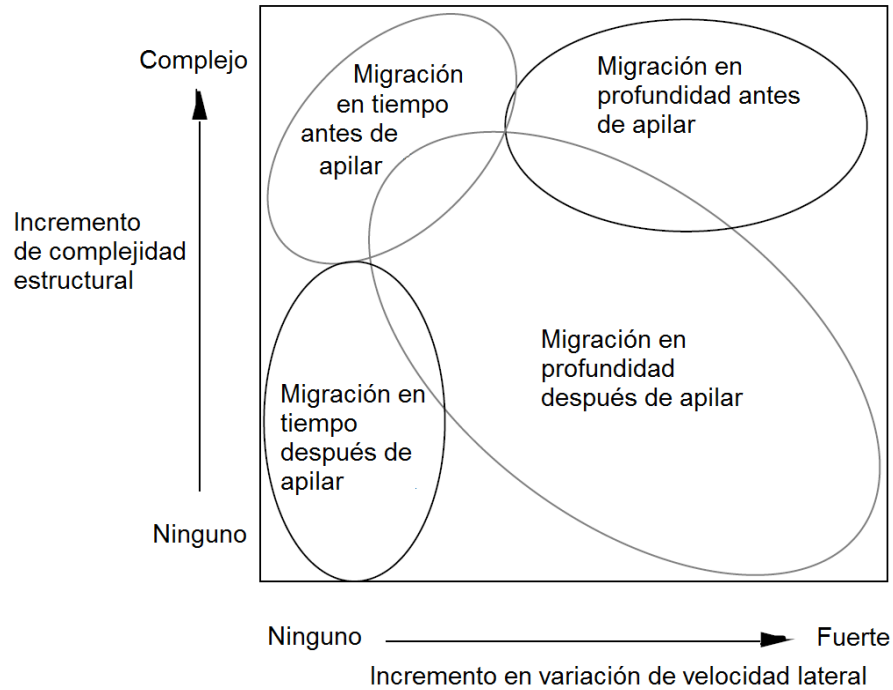 Complejo
Incremento
de complejidad
estructural
Ninguno
Migración
en tiempo
antes de
apilar
Migración en
profundidad antes
de apilar
Migración en
profundidad
después de apilar
Migración en
tiempo
después de
apilar
Ninguno
Fuerte
Incremento en variación de velocidad lateral